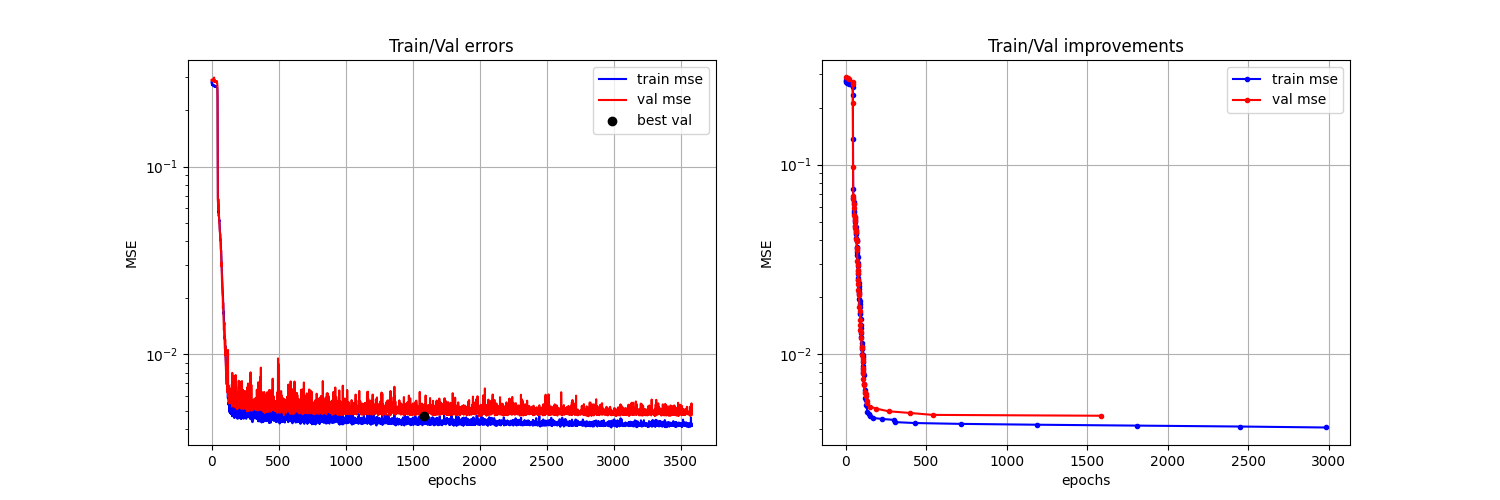 Train/Val errors
train mse
val mse
best val
MSE
10⁻¹
10⁻²
0 500 1000 1500 2000 2500 3000 3500
epochs
Train/Val improvements
train mse
val mse
MSE
10⁻¹
10⁻²
0 500 1000 1500 2000 2500 3000
epochs